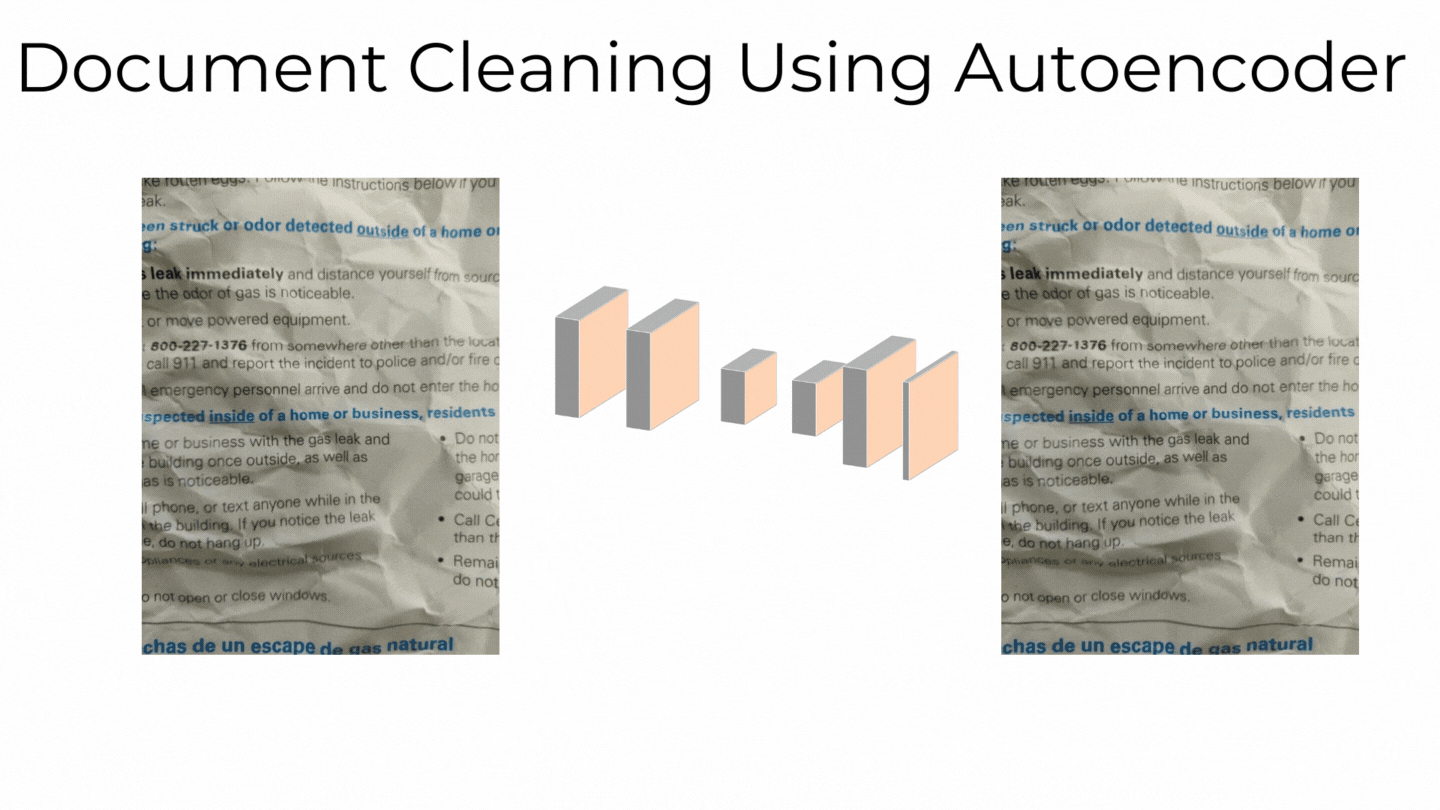 Document Cleaning Using Autoencoder
ke rotten eggs. Follow the instructions below if you
eak.
een struck or odor detected outside of a home or
g:
s leak immediately and distance yourself from sourc
e the odor of gas is noticeable.
or move powered equipment.
: 800-227-1376 from somewhere other than the locat
call 911 and report the incident to police and/or fire d
emergency personnel arrive and do not enter the ho
spected inside of a home or business, residents
me or business with the gas leak and
building once outside, as well as
as is noticeable.
ll phone, or text anyone while in the
the building. If you notice the leak
e, do not hang up.
ppliances or any electrical sources
o not open or close windows.
• Do not
the hor
garage
could t
• Call Ce
than th
• Remai
do not
chas de un escape de gas natural
ke rotten eggs. Follow the instructions below if you
eak.
een struck or odor detected outside of a home or
g:
s leak immediately and distance yourself from sourc
e the odor of gas is noticeable.
or move powered equipment.
: 800-227-1376 from somewhere other than the locat
call 911 and report the incident to police and/or fire d
emergency personnel arrive and do not enter the ho
spected inside of a home or business, residents
me or business with the gas leak and
building once outside, as well as
as is noticeable.
ll phone, or text anyone while in the
the building. If you notice the leak
e, do not hang up.
ppliances or any electrical sources
o not open or close windows.
• Do not
the hor
garage
could t
• Call Ce
than th
• Remai
do not
chas de un escape de gas natural